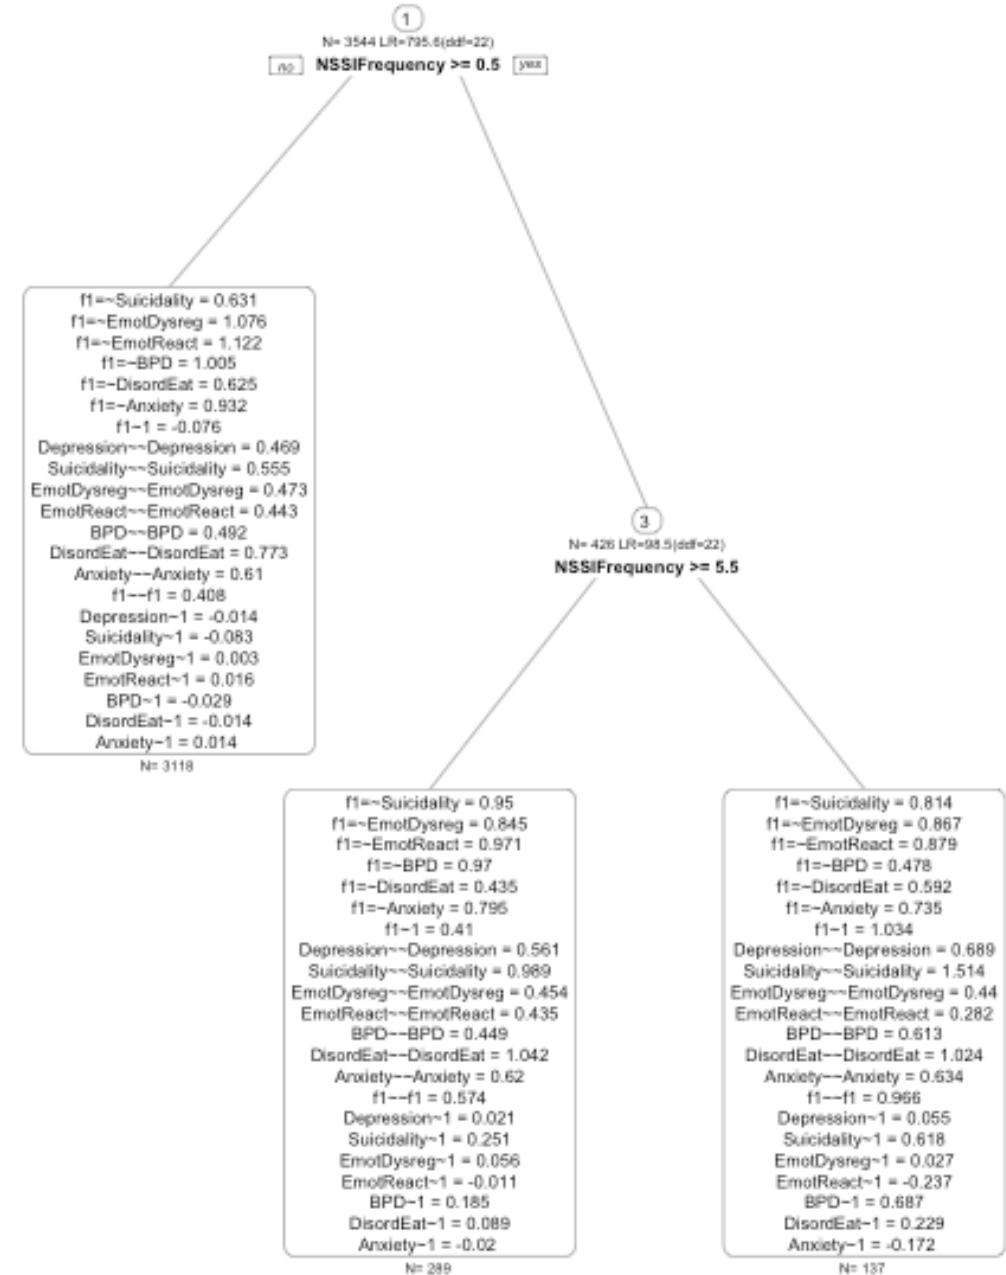 1
N= 3544 LR=795.6(ddf=22)
no NSSIFrequency >= 0.5 yes
f1=~Suicidality = 0.631
f1=~EmotDysreg = 1.076
f1=~EmotReact = 1.122
f1=~BPD = 1.005
f1=~DisordEat = 0.625
f1=~Anxiety = 0.932
f1~1 = -0.076
Depression~~Depression = 0.469
Suicidality~~Suicidality = 0.555
EmotDysreg~~EmotDysreg = 0.473
EmotReact~~EmotReact = 0.443
BPD~~BPD = 0.492
DisordEat~~DisordEat = 0.773
Anxiety~~Anxiety = 0.61
f1~~f1 = 0.408
Depression~1 = -0.014
Suicidality~1 = -0.083
EmotDysreg~1 = 0.003
EmotReact~1 = 0.016
BPD~1 = -0.029
DisordEat~1 = -0.014
Anxiety~1 = 0.014
N= 3118
3
N= 426 LR=98.5(ddf=22)
NSSIFrequency >= 5.5
f1=~Suicidality = 0.95
f1=~EmotDysreg = 0.845
f1=~EmotReact = 0.971
f1=~BPD = 0.97
f1=~DisordEat = 0.435
f1=~Anxiety = 0.795
f1~1 = 0.41
Depression~~Depression = 0.561
Suicidality~~Suicidality = 0.989
EmotDysreg~~EmotDysreg = 0.454
EmotReact~~EmotReact = 0.435
BPD~~BPD = 0.449
DisordEat~~DisordEat = 1.042
Anxiety~~Anxiety = 0.62
f1~~f1 = 0.574
Depression~1 = 0.021
Suicidality~1 = 0.251
EmotDysreg~1 = 0.056
EmotReact~1 = -0.011
BPD~1 = 0.185
DisordEat~1 = 0.089
Anxiety~1 = -0.02
N= 289
f1=~Suicidality = 0.814
f1=~EmotDysreg = 0.867
f1=~EmotReact = 0.879
f1=~BPD = 0.478
f1=~DisordEat = 0.592
f1=~Anxiety = 0.735
f1~1 = 1.034
Depression~~Depression = 0.689
Suicidality~~Suicidality = 1.514
EmotDysreg~~EmotDysreg = 0.44
EmotReact~~EmotReact = 0.282
BPD~~BPD = 0.613
DisordEat~~DisordEat = 1.024
Anxiety~~Anxiety = 0.634
f1~~f1 = 0.966
Depression~1 = 0.055
Suicidality~1 = 0.618
EmotDysreg~1 = 0.027
EmotReact~1 = -0.237
BPD~1 = 0.687
DisordEat~1 = 0.229
Anxiety~1 = -0.172
N= 137